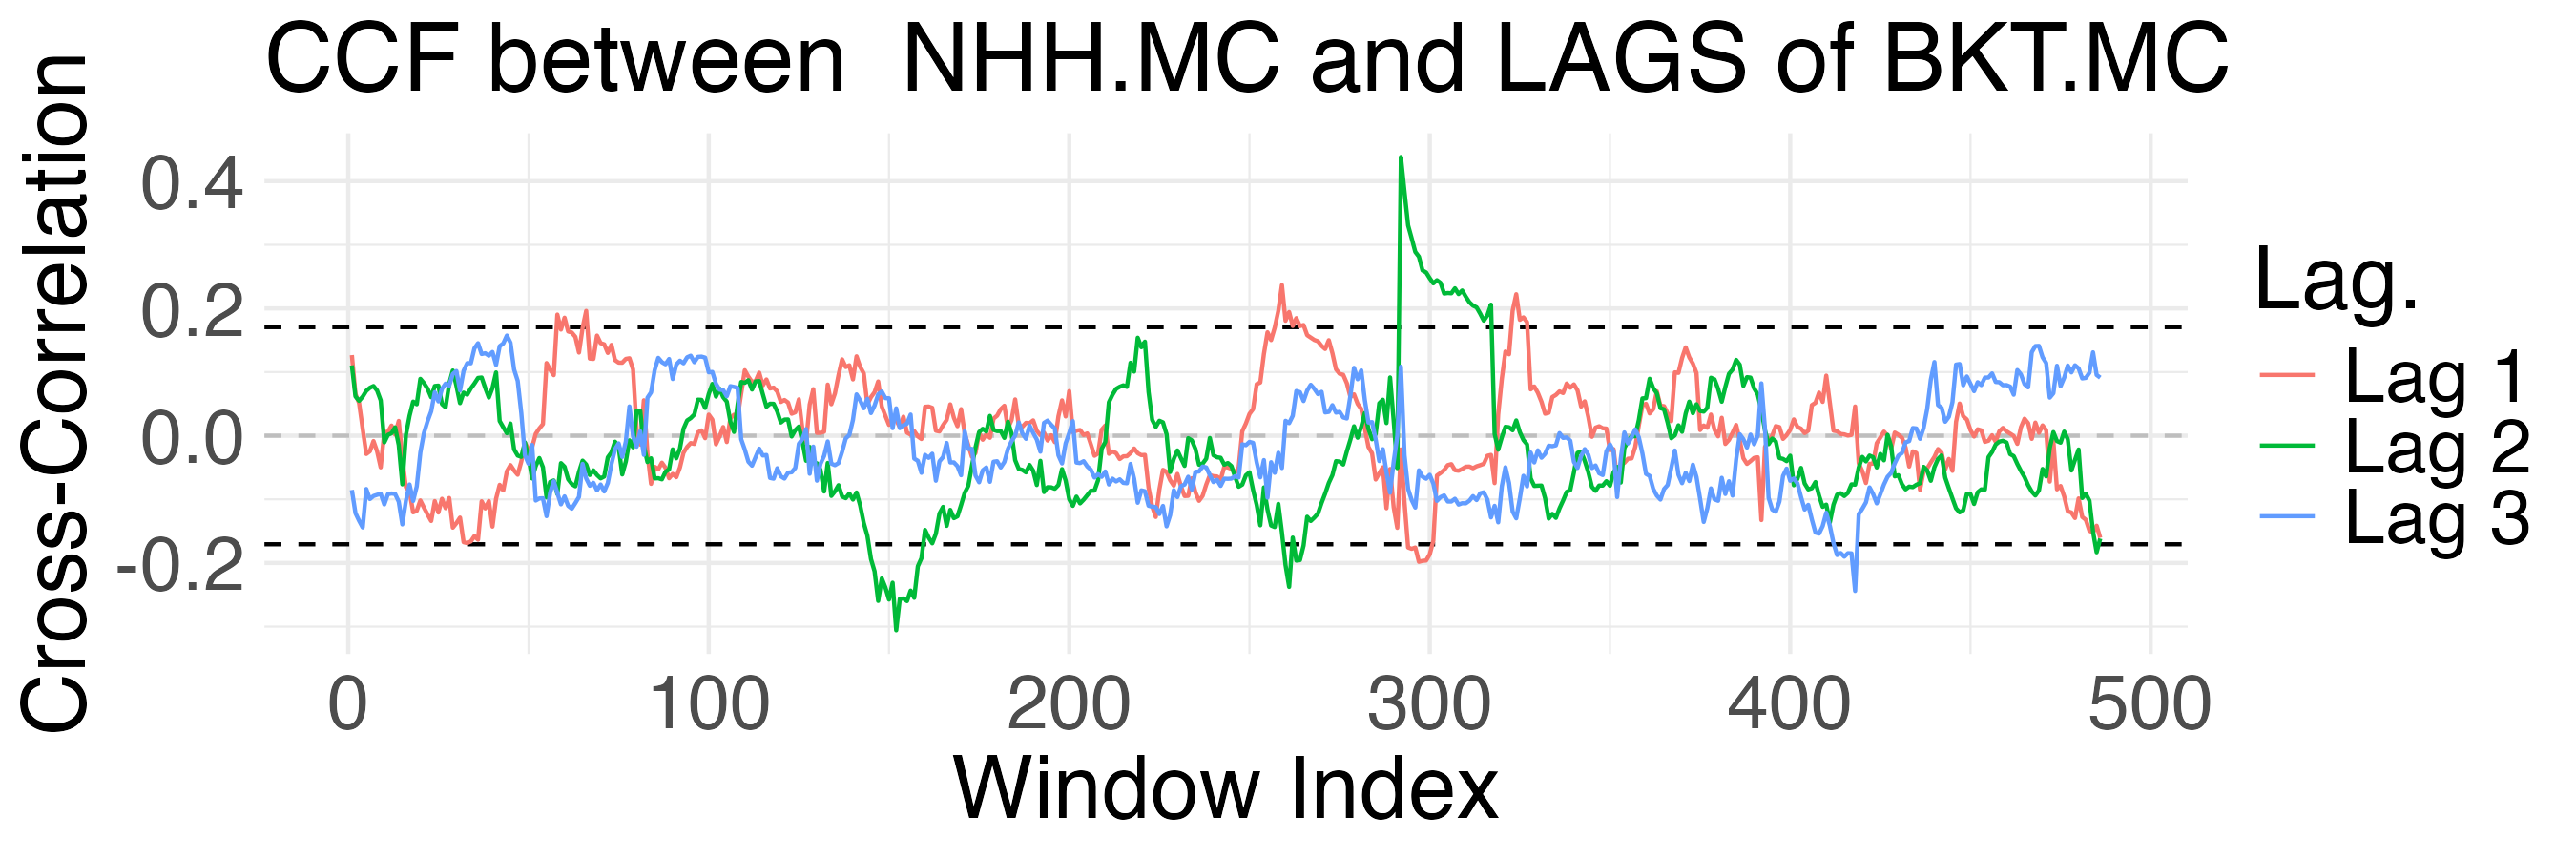 CCF between  NHH.MC and LAGS of BKT.MC
Cross-Correlation
0.4
0.2
0.0
-0.2
0 100 200 300 400 500
Window Index
Lag.
Lag 1
Lag 2
Lag 3